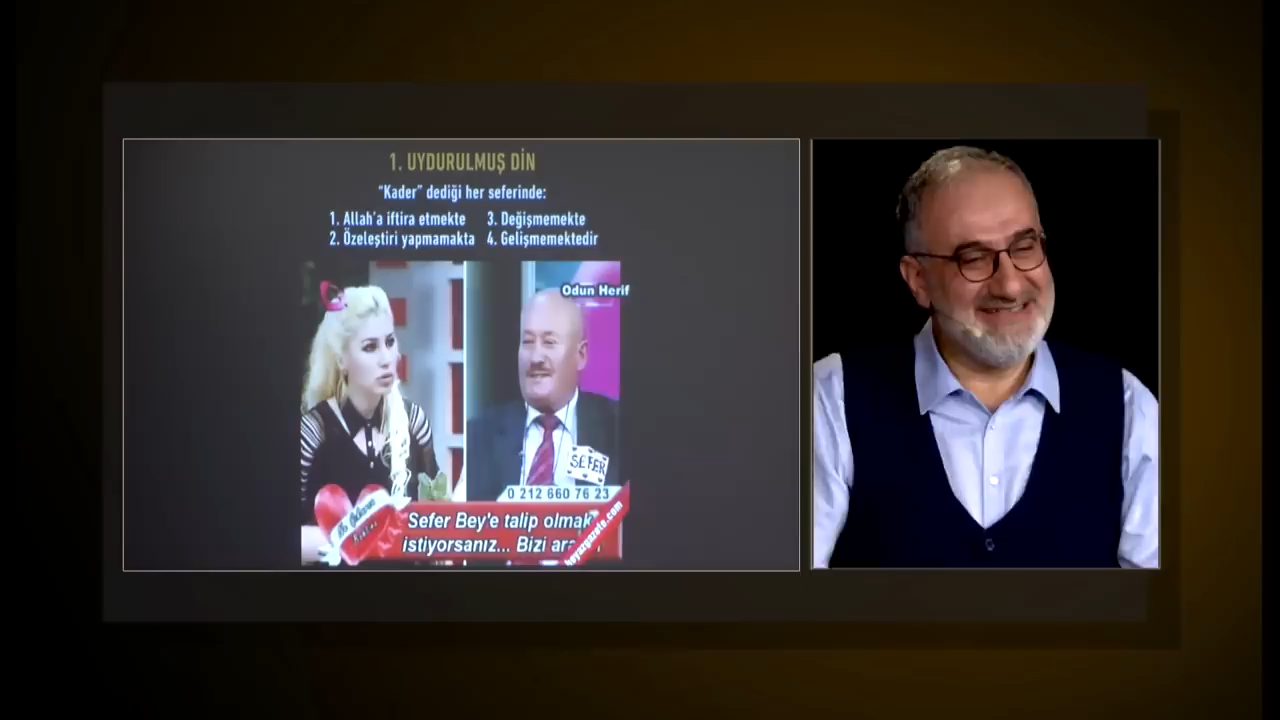 1. UYDURULMUŞ DİN
"Kader" dediği her seferinde:
1. Allah'a iftira etmekte 3. Değişmemekte
2. Özeleştiri yapmamakta 4. Gelişmemektedir
Odun Herif
SEFER
0 212 660 76 23
Sefer Bey'e talip olmak
istiyorsanız... Bizi